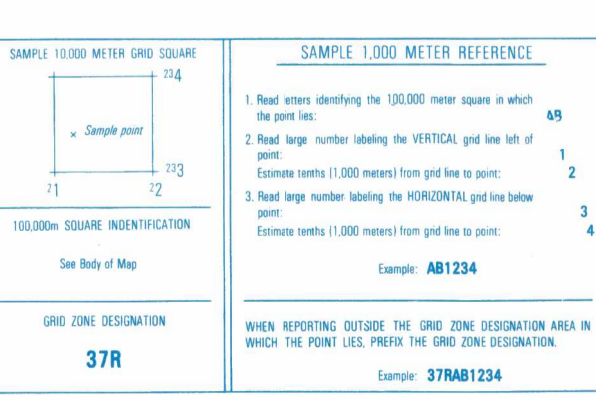 SAMPLE 10,000 METER GRID SQUARE
234
Sample point
233
21
22
100,000m SQUARE INDENTIFICATION
See Body of Map
GRID ZONE DESIGNATION
37R
SAMPLE 1,000 METER REFERENCE
1. Read letters identifying the 100,000 meter square in which
the point lies: AB
2. Read large number labeling the VERTICAL grid line left of
point: 1
Estimate tenths (1,000 meters) from grid line to point: 2
3. Read large number labeling the HORIZONTAL grid line below
point: 3
Estimate tenths (1,000 meters) from grid line to point: 4
Example: AB1234
WHEN REPORTING OUTSIDE THE GRID ZONE DESIGNATION AREA IN
WHICH THE POINT LIES, PREFIX THE GRID ZONE DESIGNATION.
Example: 37RAB1234